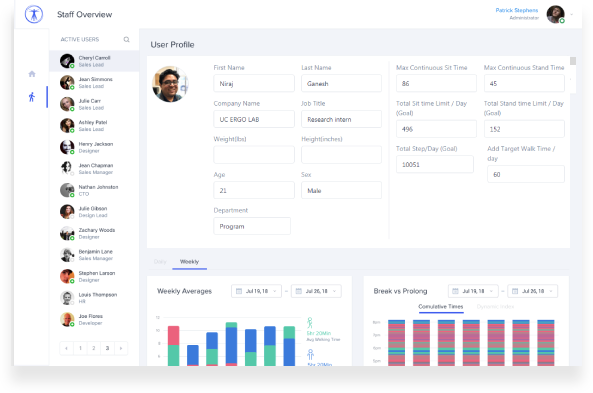 Staff Overview
Patrick Stephens
Administrator
ACTIVE USERS
Cheryl Carroll
Sales Lead
Jean Simmons
Sales Lead
Julie Carr
Sales Lead
Ashley Patel
Sales Lead
Henry Jackson
Designer
Jean Chapman
Sales Manager
Nathan Johnston
CTO
Julie Gibson
Design Lead
Zachary Woods
Designer
Benjamin Lane
Sales Manager
Stephen Larson
Designer
Louis Thompson
HR
Joe Flores
Developer
< 1 2 3 >
User Profile
First Name
Last Name
Niraj
Ganesh
Company Name
Job Title
UC ERGO LAB
Research intern
Weight(lbs)
Height(inches)
Age
Sex
21
Male
Department
Program
Max Continuous Sit Time
Max Continuous Stand Time
86
45
Total Sit time Limit / Day
(Goal)
Total Stand time Limit / Day
(Goal)
496
152
Total Step/Day (Goal)
Add Target Walk Time /
day
10051
60
Daily
Weekly
Weekly Averages
Jul 19, 18
–
Jul 26, 18
5hr 20Min
Avg Walking Time
5hr 20Min
Break vs Prolong
Jul 19, 18
–
Jul 26, 18
Comulative Times